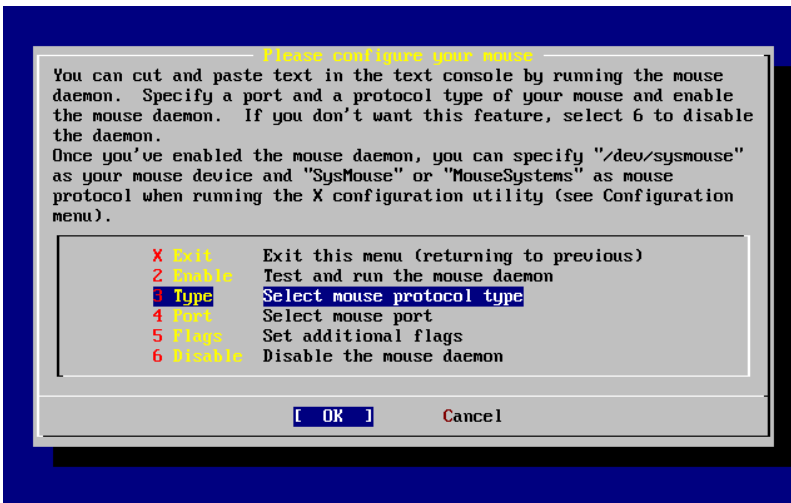 Please configure your mouse
You can cut and paste text in the text console by running the mouse
daemon.  Specify a port and a protocol type of your mouse and enable
the mouse daemon.  If you don't want this feature, select 6 to disable
the daemon.
Once you've enabled the mouse daemon, you can specify "/dev/sysmouse"
as your mouse device and "SysMouse" or "MouseSystems" as mouse
protocol when running the X configuration utility (see Configuration
menu).
X Exit Exit this menu (returning to previous)
2 Enable Test and run the mouse daemon
3 Type Select mouse protocol type
4 Port Select mouse port
5 Flags Set additional flags
6 Disable Disable the mouse daemon
[ OK ] Cancel